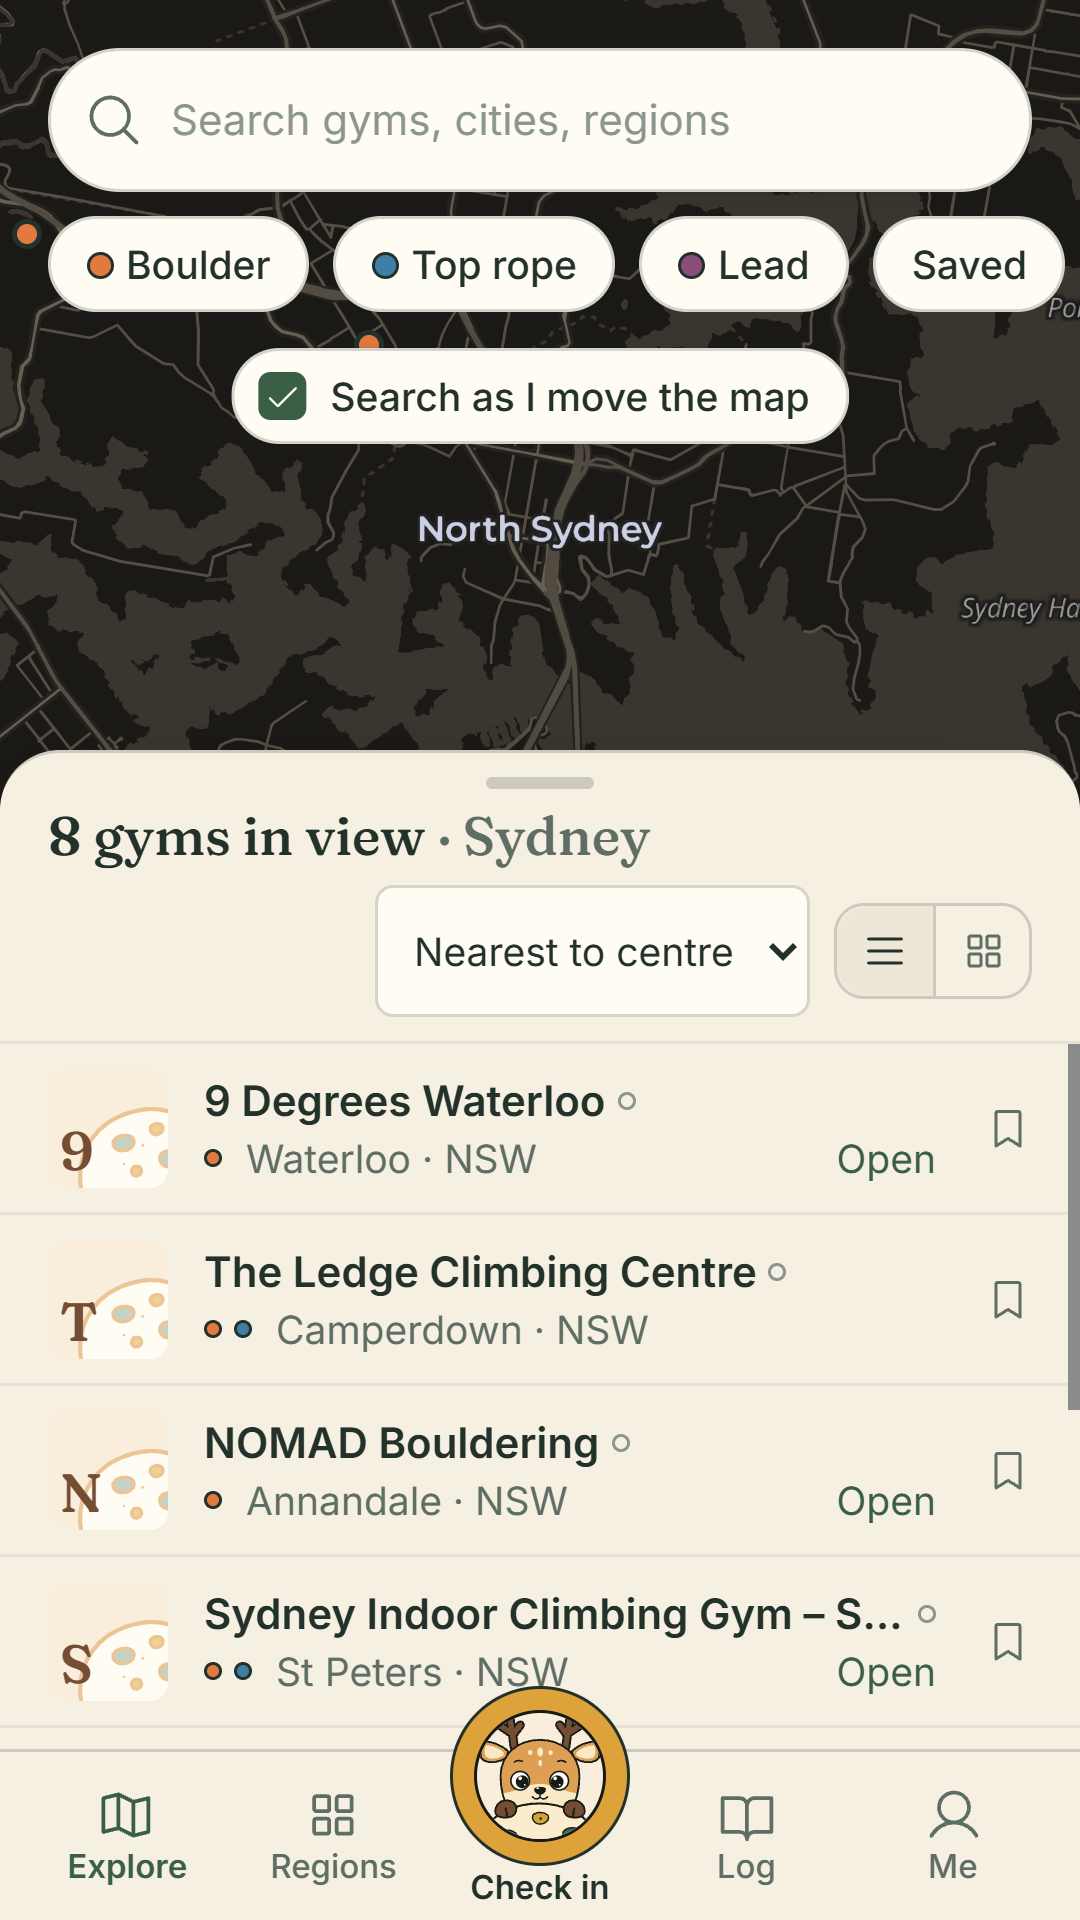 Search gyms, cities, regions
Boulder
Top rope
Lead
Saved
Search as I move the map
North Sydney
8 gyms in view · Sydney
Nearest to centre
9
9 Degrees Waterloo
Waterloo · NSW
Open
T
The Ledge Climbing Centre
Camperdown · NSW
N
NOMAD Bouldering
Annandale · NSW
Open
S
Sydney Indoor Climbing Gym – S...
St Peters · NSW
Open
Explore
Regions
Check in
Log
Me